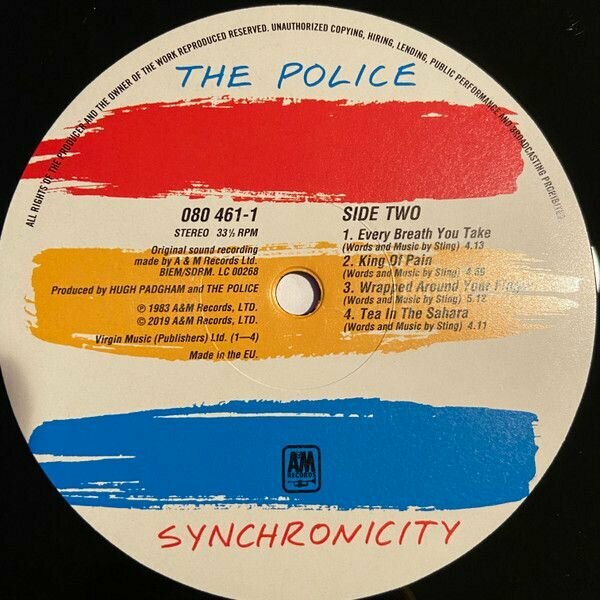 ALL RIGHTS OF THE PRODUCER AND THE OWNER OF THE WORK REPRODUCED RESERVED. UNAUTHORIZED COPYING, HIRING, LENDING, PUBLIC PERFORMANCE AND BROADCASTING PROHIBITED
THE POLICE
080 461-1
STEREO 33⅓ RPM
Original sound recording
made by A & M Records Ltd.
BIEM/SDRM. LC 00268
Produced by HUGH PADGHAM and THE POLICE
℗ 1983 A&M Records, LTD.
© 2019 A&M Records, LTD.
Virgin Music (Publishers) Ltd. (1—4)
Made in the EU.
SIDE TWO
1. Every Breath You Take
(Words and Music by Sting) 4.13
2. King Of Pain
(Words and Music by Sting) 4.59
3. Wrapped Around Your Finger
(Words and Music by Sting) 5.12
4. Tea In The Sahara
(Words and Music by Sting) 4.11
A&M
RECORDS
SYNCHRONICITY